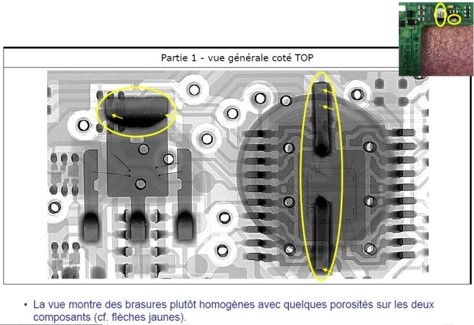 Partie 1 - vue générale coté TOP
• La vue montre des brasures plutôt homogènes avec quelques porosités sur les deux
composants (cf. flèches jaunes).